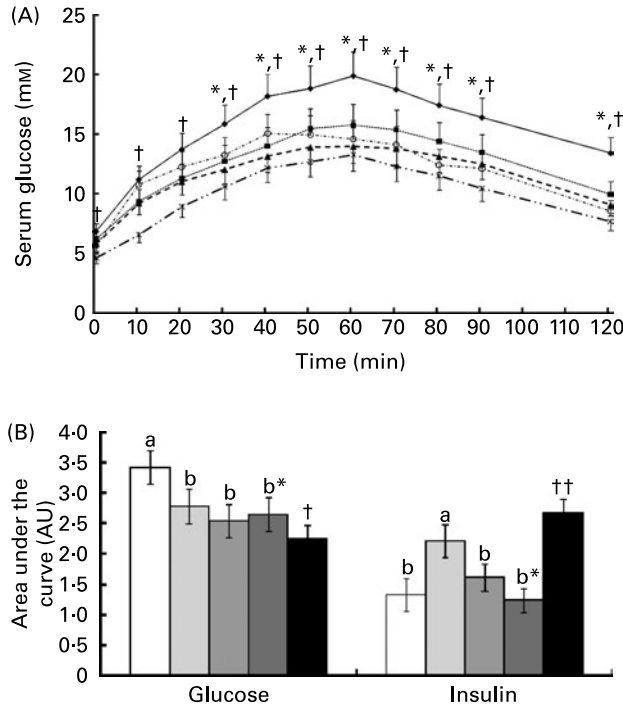 (A)
25
20
15
10
5
0
Serum glucose (mM)
† † † *,† *,† *,† *,† *,† *,† *,† *,†
0 10 20 30 40 50 60 70 80 90 100 110 120
Time (min)
(B)
4·0
3·5
3·0
2·5
2·0
1·5
1·0
0·5
0
Area under the
curve (AU)
a b b b* †
b a b b* ††
Glucose Insulin